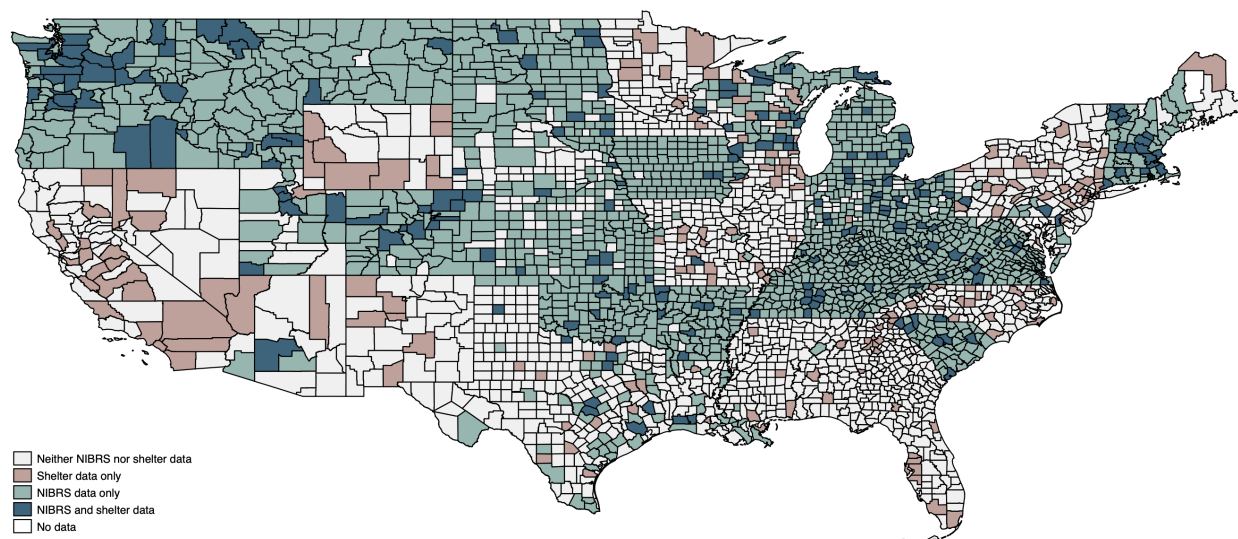 Neither NIBRS nor shelter data
Shelter data only
NIBRS data only
NIBRS and shelter data
No data